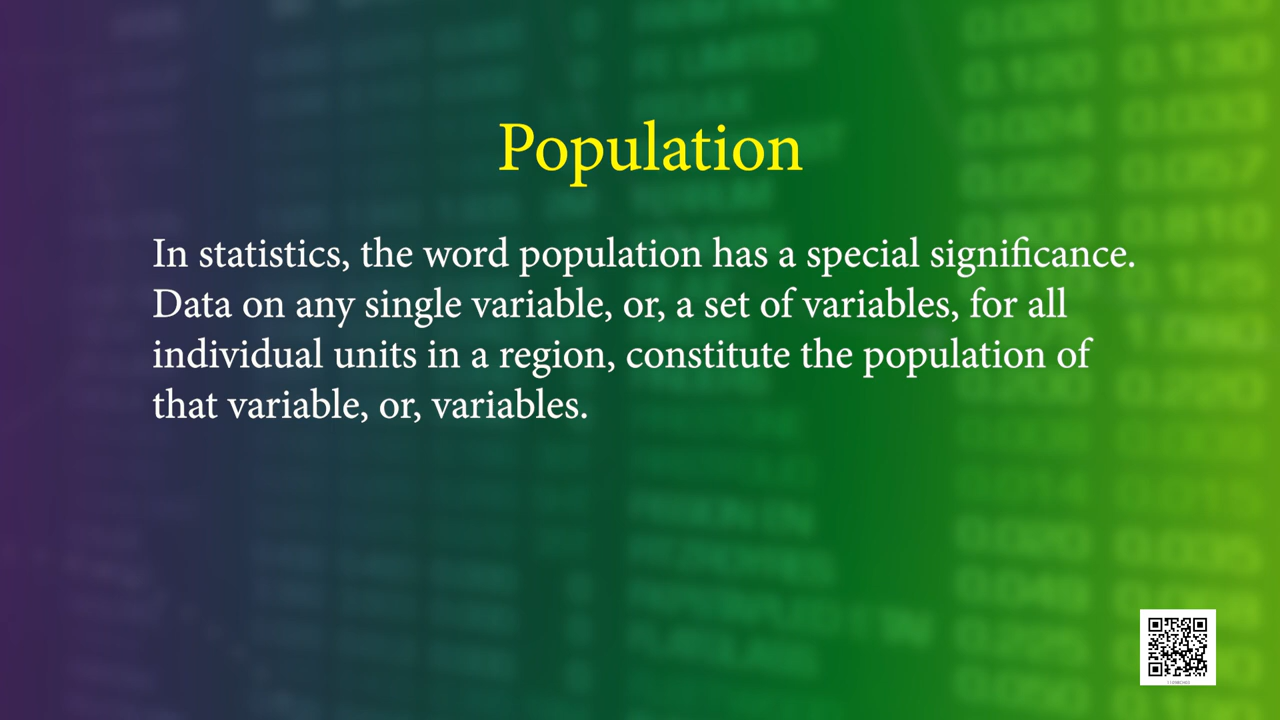 Population
In statistics, the word population has a special significance.
Data on any single variable, or, a set of variables, for all
individual units in a region, constitute the population of
that variable, or, variables.